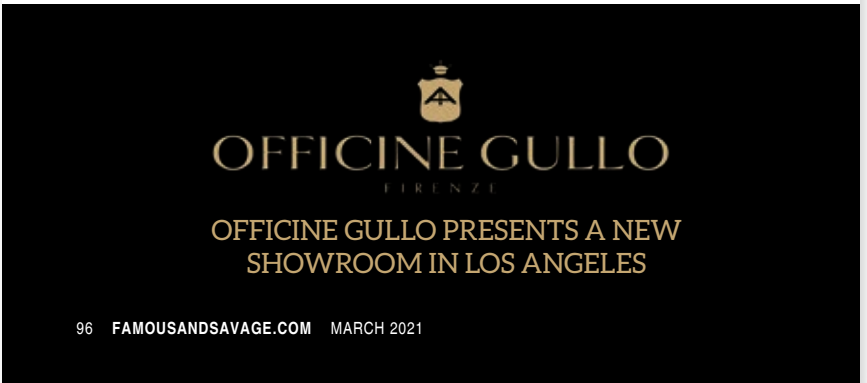 OFFICINE GULLO
FIRENZE
OFFICINE GULLO PRESENTS A NEW
SHOWROOM IN LOS ANGELES
96 FAMOUSANDSAVAGE.COM MARCH 2021